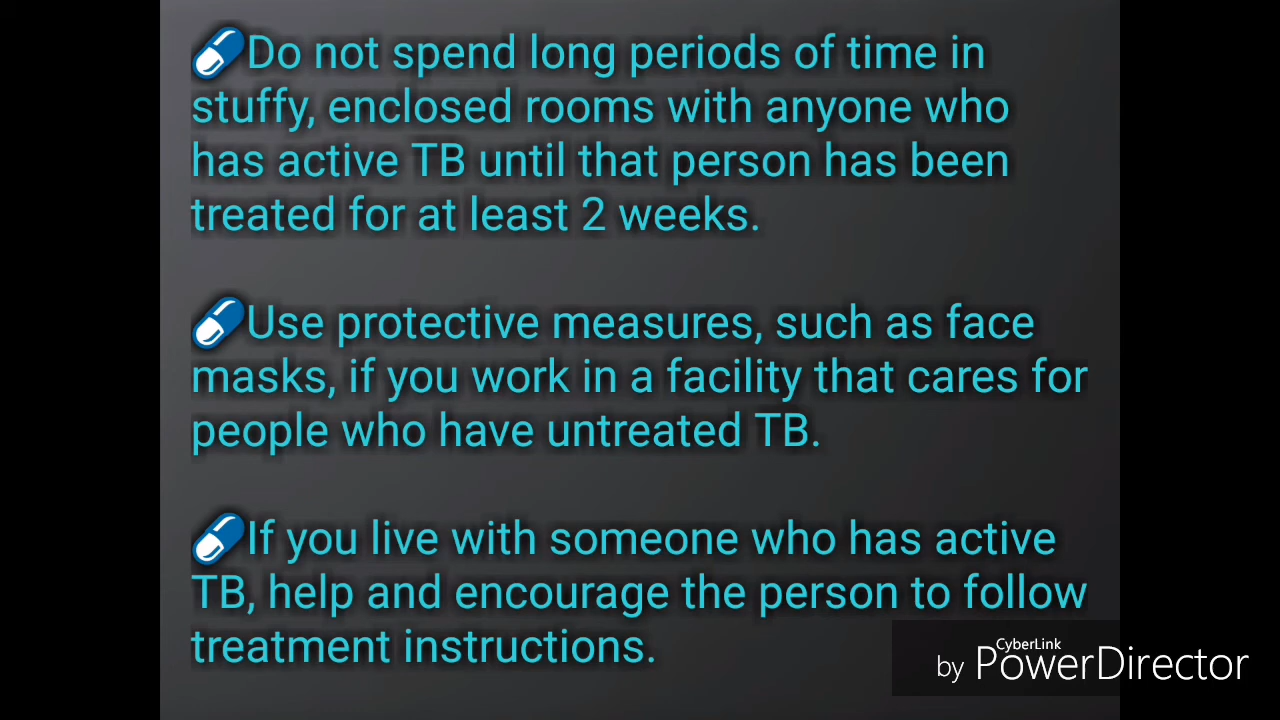 💊Do not spend long periods of time in
stuffy, enclosed rooms with anyone who
has active TB until that person has been
treated for at least 2 weeks.
💊Use protective measures, such as face
masks, if you work in a facility that cares for
people who have untreated TB.
💊If you live with someone who has active
TB, help and encourage the person to follow
treatment instructions.
CyberLink
by PowerDirector